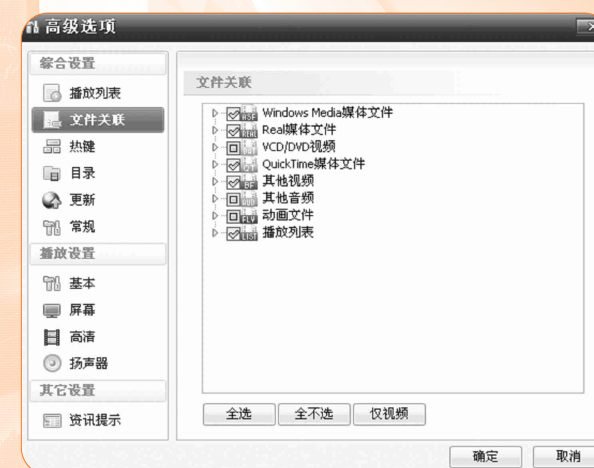 高级选项
综合设置
播放列表
文件关联
热键
目录
更新
常规
播放设置
基本
屏幕
高清
扬声器
其它设置
资讯提示
文件关联
Windows Media媒体文件
Real媒体文件
VCD/DVD视频
QuickTime媒体文件
其他视频
其他音频
动画文件
播放列表
全选 全不选 仅视频
确定 取消